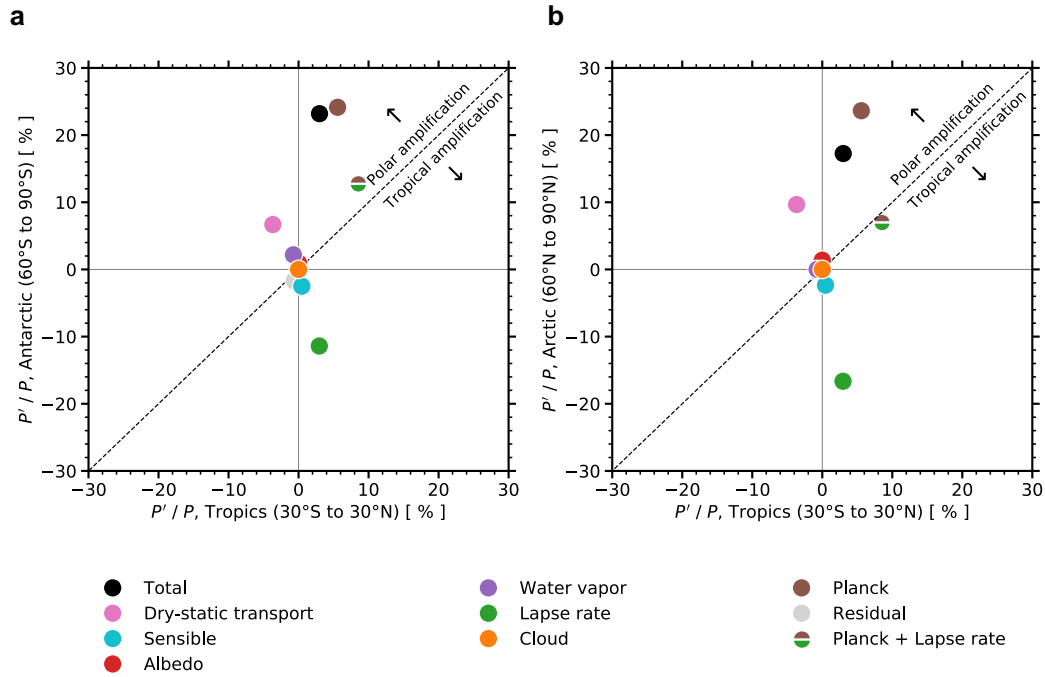 a
b
30
20
10
0
−10
−20
−30
−30
−20
−10
0
10
20
30
P′ / P, Antarctic (60°S to 90°S) [ % ]
P′ / P, Tropics (30°S to 30°N) [ % ]
Polar amplification
Tropical amplification
30
20
10
0
−10
−20
−30
−30
−20
−10
0
10
20
30
P′ / P, Arctic (60°N to 90°N) [ % ]
P′ / P, Tropics (30°S to 30°N) [ % ]
Polar amplification
Tropical amplification
Total
Dry-static transport
Sensible
Albedo
Water vapor
Lapse rate
Cloud
Planck
Residual
Planck + Lapse rate